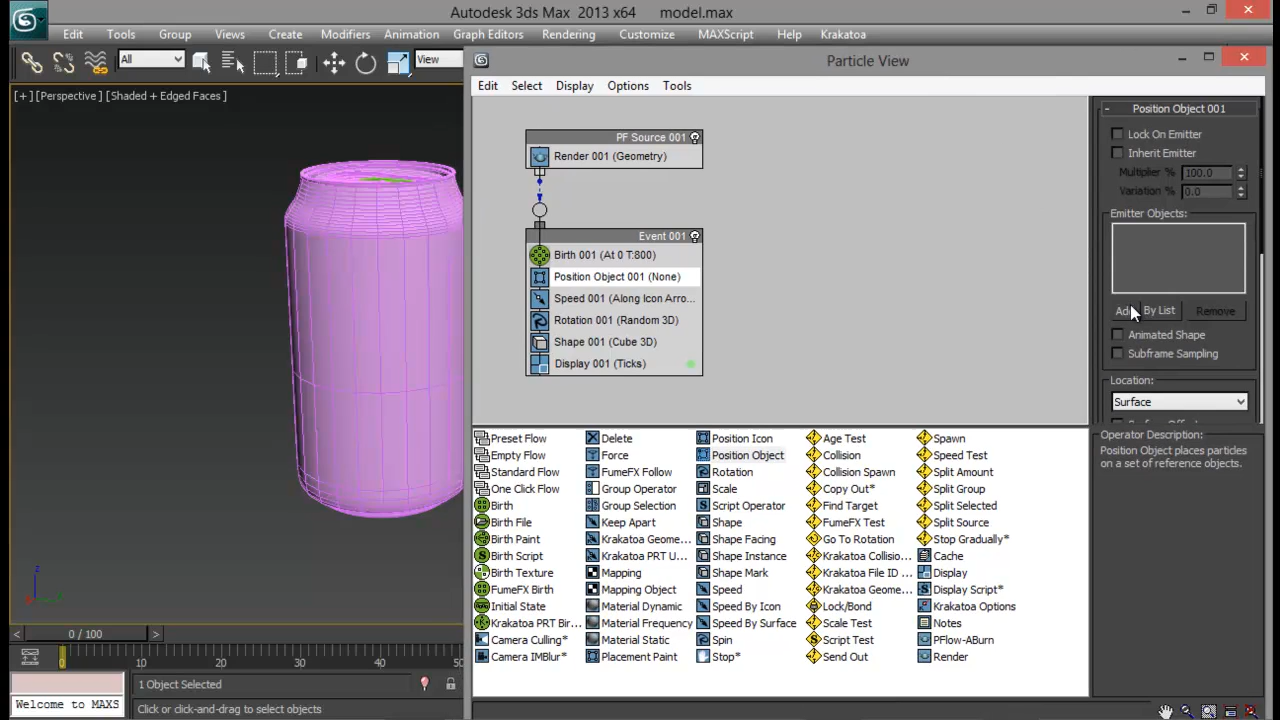 Autodesk 3ds Max 2013 x64 model.max
Edit Tools Group Views Create Modifiers Animation Graph Editors Rendering Customize MAXScript Help Krakatoa
All View
Particle View
[+] [Perspective] [Shaded + Edged Faces]
Edit Select Display Options Tools
PF Source 001
Render 001 (Geometry)
Event 001
Birth 001 (At 0 T:800)
Position Object 001 (None)
Speed 001 (Along Icon Arro...
Rotation 001 (Random 3D)
Shape 001 (Cube 3D)
Display 001 (Ticks)
- Position Object 001
Lock On Emitter
Inherit Emitter
Multiplier % 100.0
Variation % 0.0
Emitter Objects:
By List Remove
Animated Shape
Subframe Sampling
Location:
Surface
Operator Description:
Position Object places particles
on a set of reference objects.
Preset Flow Delete Position Icon Age Test Spawn
Empty Flow Force Position Object Collision Speed Test
Standard Flow FumeFX Follow Rotation Collision Spawn Split Amount
One Click Flow Group Operator Scale Copy Out* Split Group
Birth Group Selection Script Operator Find Target Split Selected
Birth File Keep Apart Shape FumeFX Test Split Source
Birth Paint Krakatoa Geome... Shape Facing Go To Rotation Stop Gradually*
Birth Script Krakatoa PRT U... Shape Instance Krakatoa Collisio... Cache
Birth Texture Mapping Shape Mark Krakatoa File ID ... Display
FumeFX Birth Mapping Object Speed Krakatoa Geome... Display Script*
Initial State Material Dynamic Speed By Icon Lock/Bond Krakatoa Options
Krakatoa PRT Bir... Material Frequency Speed By Surface Scale Test Notes
Camera Culling* Material Static Spin Script Test PFlow-ABurn
Camera IMBlur* Placement Paint Stop* Send Out Render
z
< 0 / 100 >
0 10 20 30 40 50
1 Object Selected
Welcome to MAXS
Click or click-and-drag to select objects